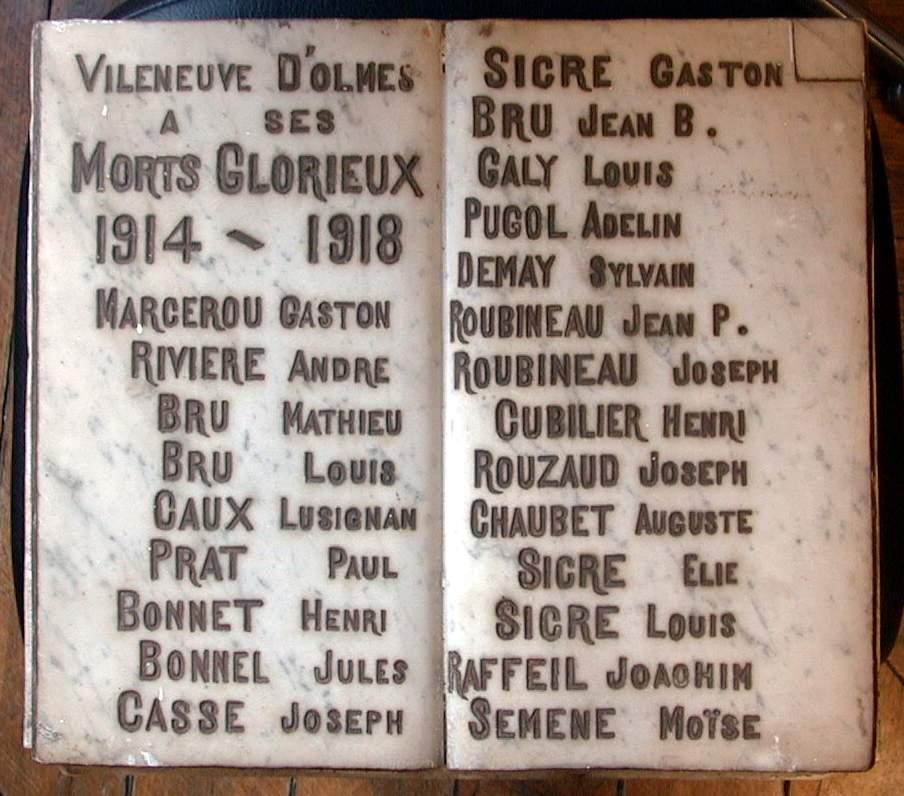 VILENEUVE D'OLMES
A SES
MORTS GLORIEUX
1914 - 1918
MARCEROU GASTON
RIVIERE ANDRE
BRU MATHIEU
BRU LOUIS
CAUX LUSIGNAN
PRAT PAUL
BONNET HENRI
BONNEL JULES
CASSE JOSEPH
SICRE GASTON
BRU JEAN B.
GALY LOUIS
PUGOL ADELIN
DEMAY SYLVAIN
ROUBINEAU JEAN P.
ROUBINEAU JOSEPH
CUBILIER HENRI
ROUZAUD JOSEPH
CHAUBET AUGUSTE
SICRE ELIE
SICRE LOUIS
RAFFEIL JOACHIM
SEMENE MOÏSE